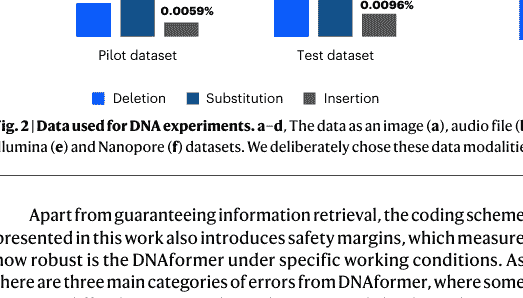 0.0059%
0.0096%
Pilot dataset
Test dataset
Deletion
Substitution
Insertion
ig. 2 | Data used for DNA experiments. a–d, The data as an image (a), audio file (
llumina (e) and Nanopore (f) datasets. We deliberately chose these data modalitie
Apart from guaranteeing information retrieval, the coding scheme
presented in this work also introduces safety margins, which measure
how robust is the DNAformer under specific working conditions. As
here are three main categories of errors from DNAformer, where some